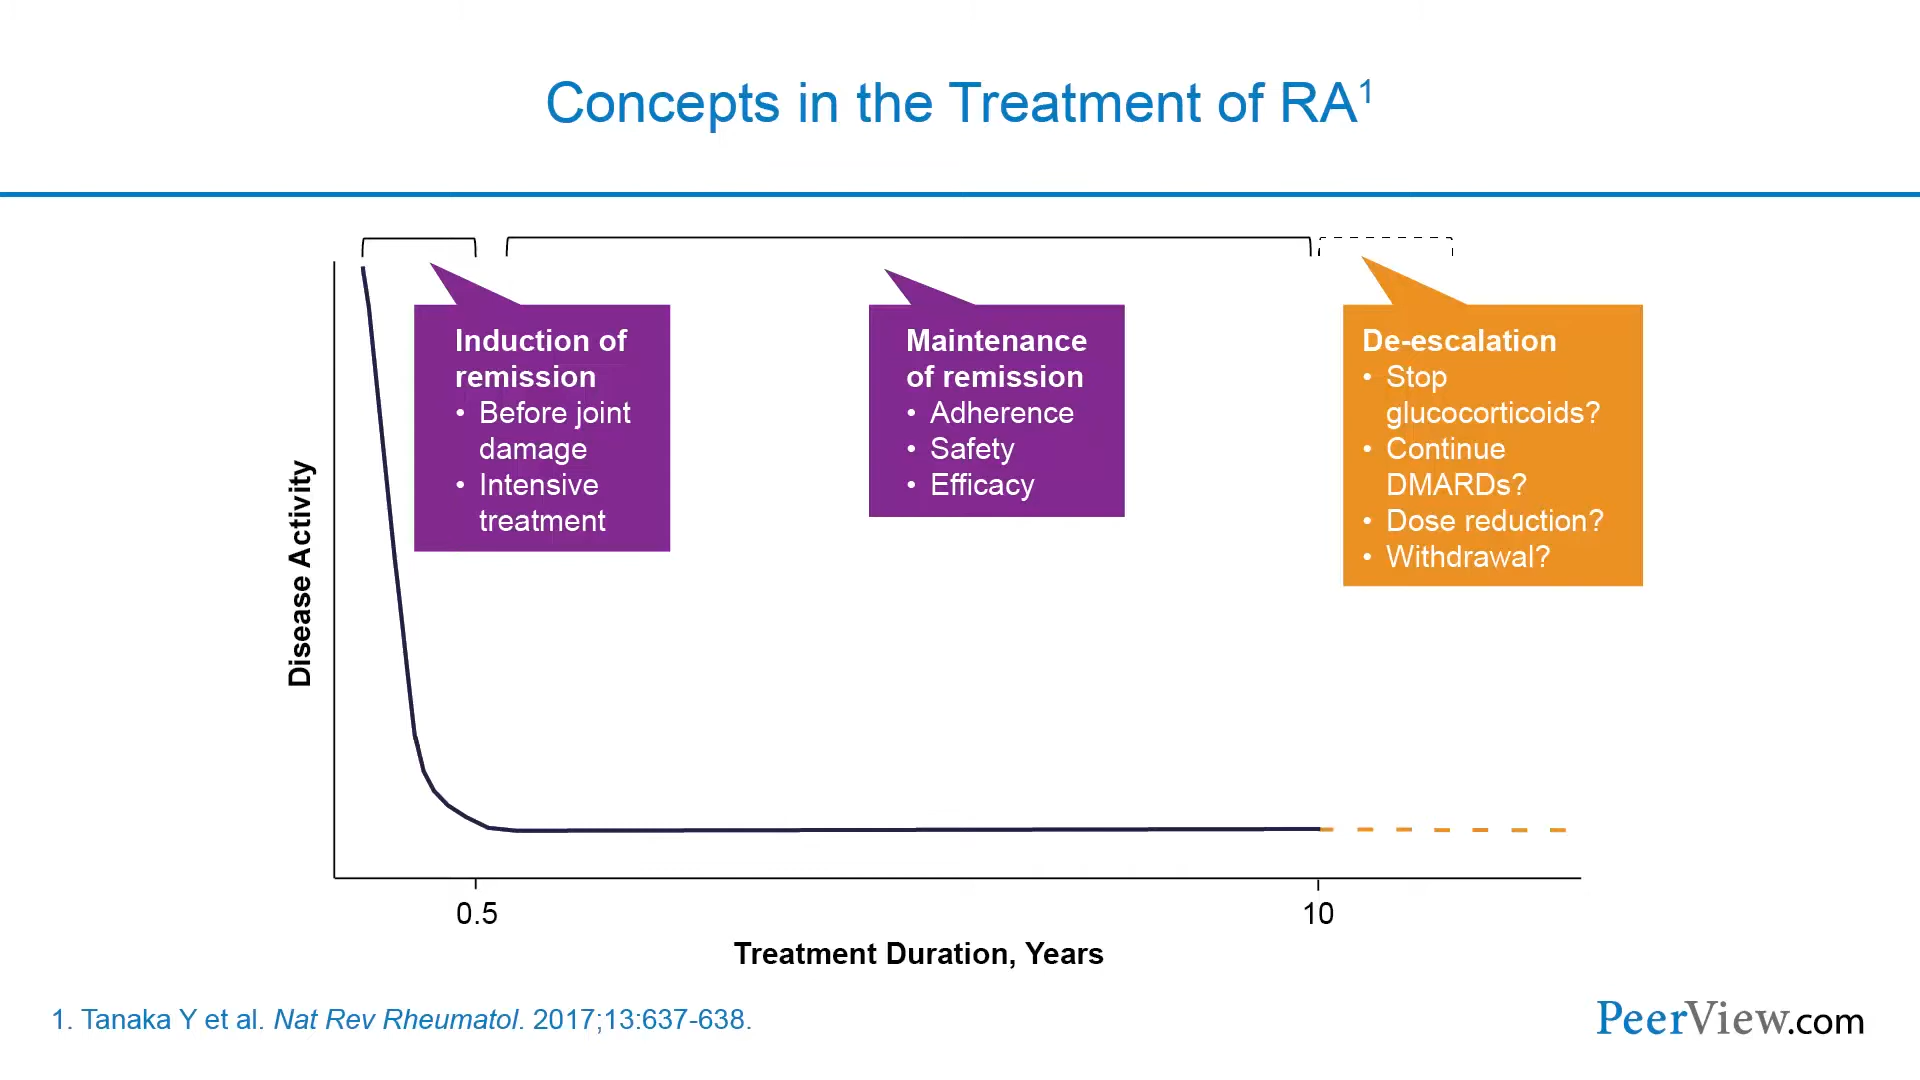 Concepts in the Treatment of RA1
Induction of
remission
• Before joint
damage
• Intensive
treatment
Maintenance
of remission
• Adherence
• Safety
• Efficacy
De-escalation
• Stop
glucocorticoids?
• Continue
DMARDs?
• Dose reduction?
• Withdrawal?
Disease Activity
0.5
10
Treatment Duration, Years
1. Tanaka Y et al. Nat Rev Rheumatol. 2017;13:637-638.
PeerView.com